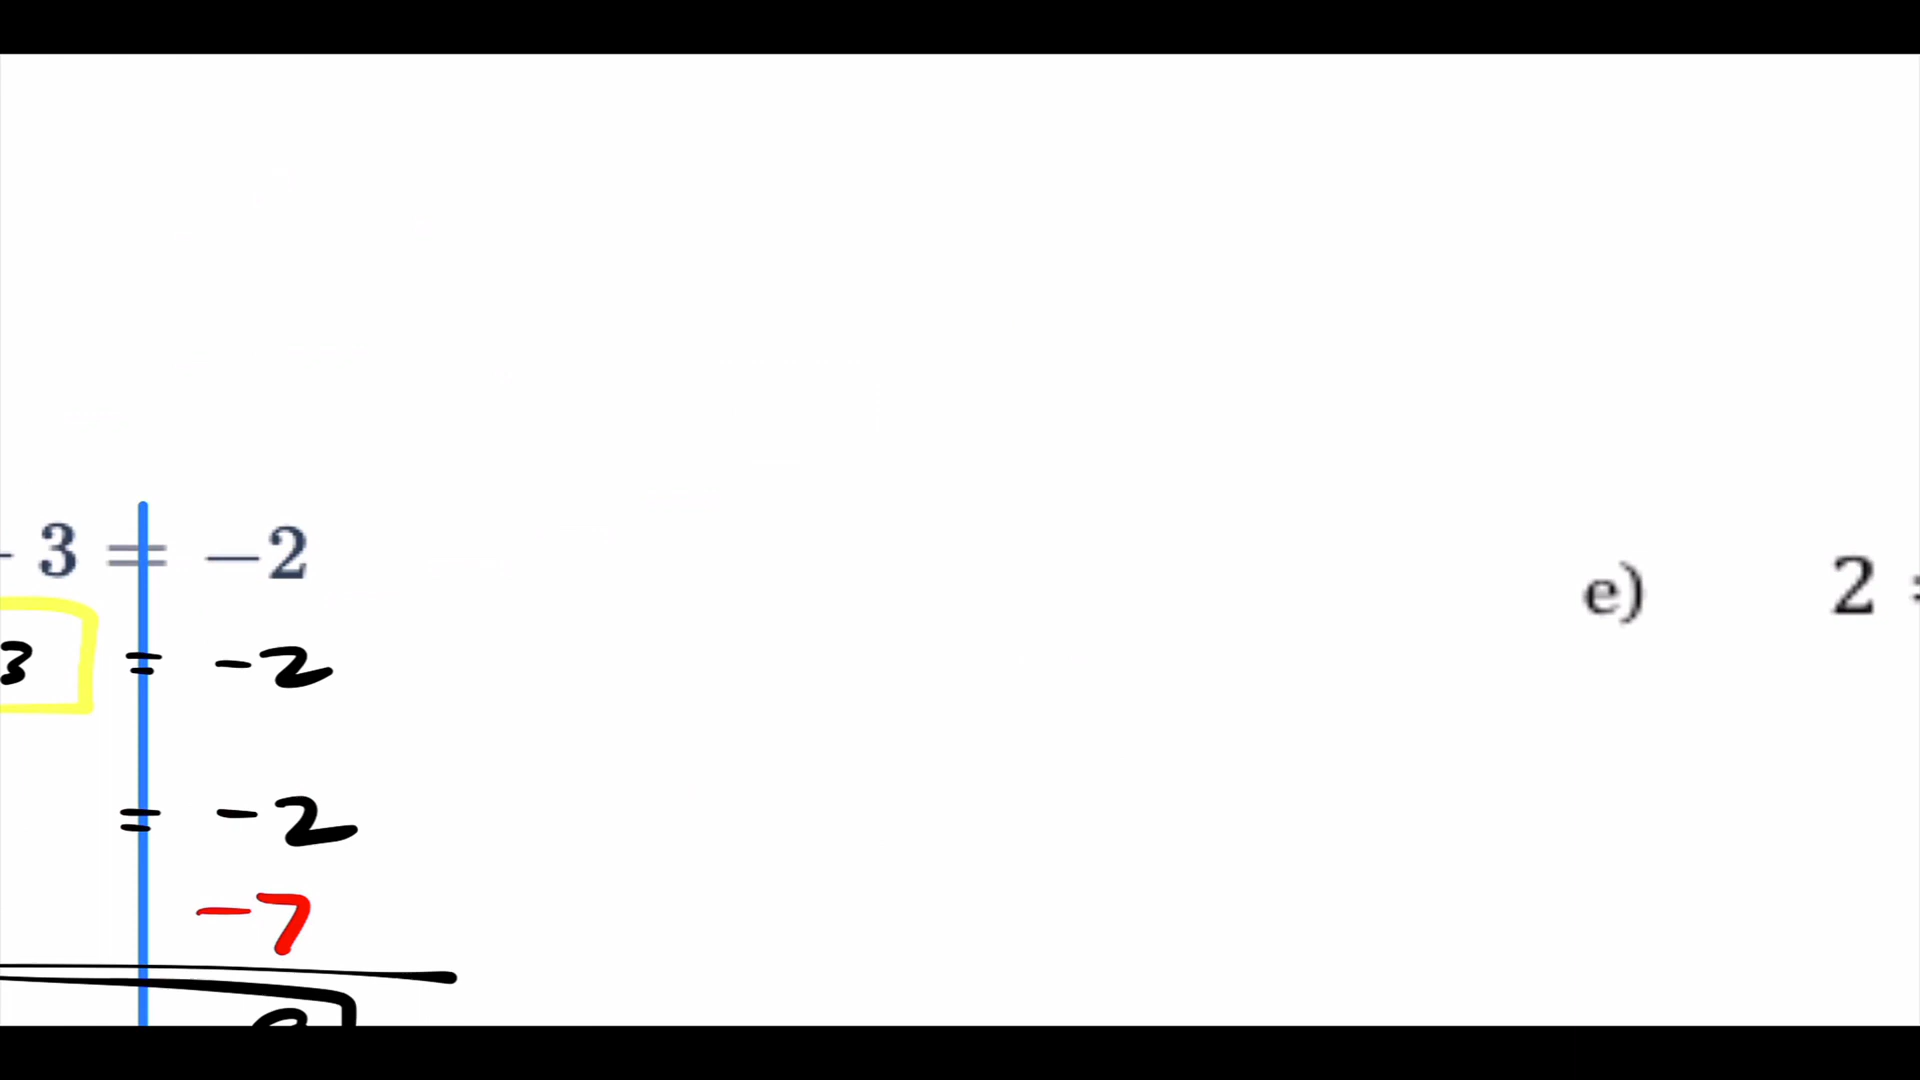 - 3 = -2
3 = -2
= -2
-7
e) 2 =